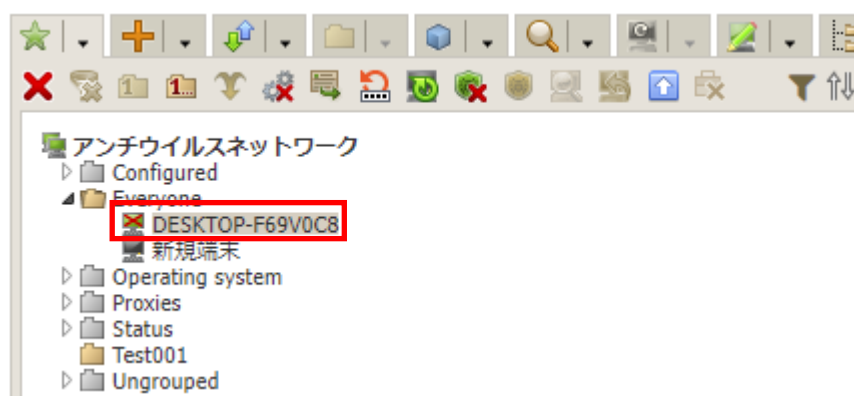 アンチウイルスネットワーク
Configured
Everyone
DESKTOP-F69V0C8
新規端末
Operating system
Proxies
Status
Test001
Ungrouped